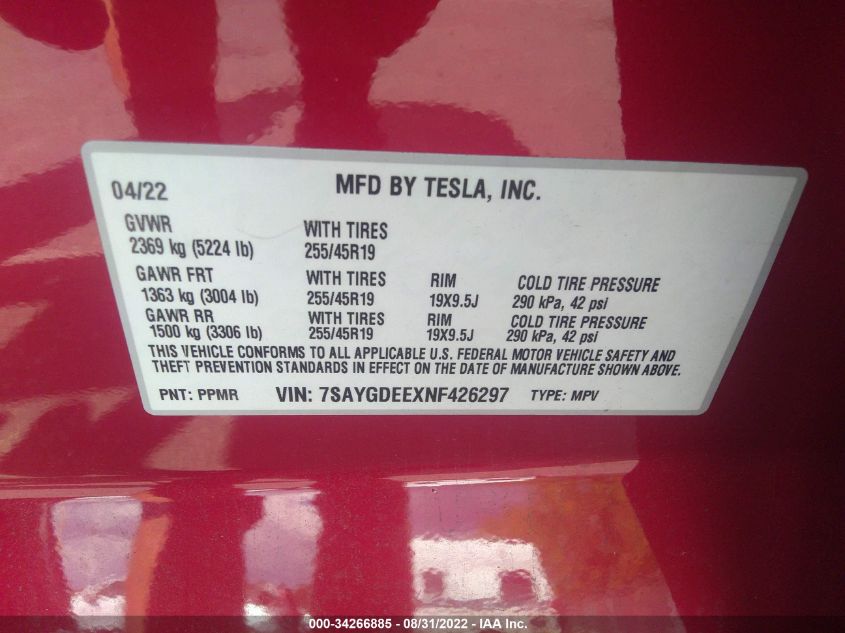 04/22 MFD BY TESLA, INC.
GVWR WITH TIRES
2369 kg (5224 lb) 255/45R19
GAWR FRT WITH TIRES RIM COLD TIRE PRESSURE
1363 kg (3004 lb) 255/45R19 19X9.5J 290 kPa, 42 psi
GAWR RR WITH TIRES RIM COLD TIRE PRESSURE
1500 kg (3306 lb) 255/45R19 19X9.5J 290 kPa, 42 psi
THIS VEHICLE CONFORMS TO ALL APPLICABLE U.S. FEDERAL MOTOR VEHICLE SAFETY AND
THEFT PREVENTION STANDARDS IN EFFECT ON THE DATE OF MANUFACTURE SHOWN ABOVE.
PNT: PPMR VIN: 7SAYGDEEXNF426297 TYPE: MPV
000-34266885 - 08/31/2022 - IAA Inc.